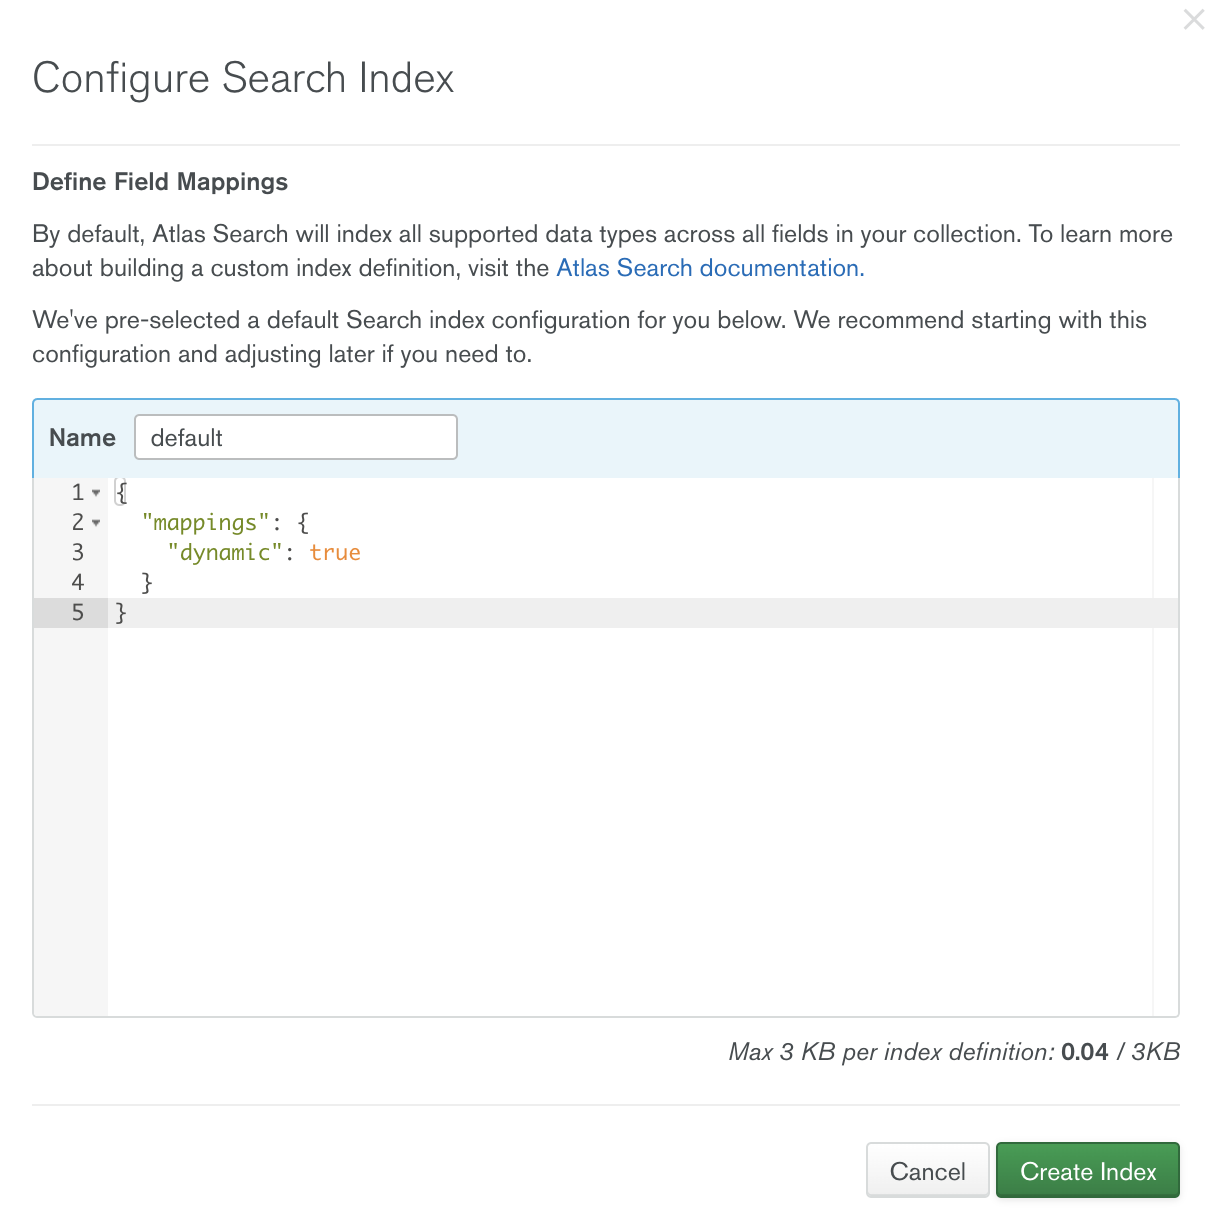 Configure Search Index
Define Field Mappings
By default, Atlas Search will index all supported data types across all fields in your collection. To learn more
about building a custom index definition, visit the Atlas Search documentation.
We've pre-selected a default Search index configuration for you below. We recommend starting with this
configuration and adjusting later if you need to.
Name default
1 {
2 "mappings": {
3 "dynamic": true
4 }
5 }
Max 3 KB per index definition: 0.04 / 3KB
Cancel Create Index